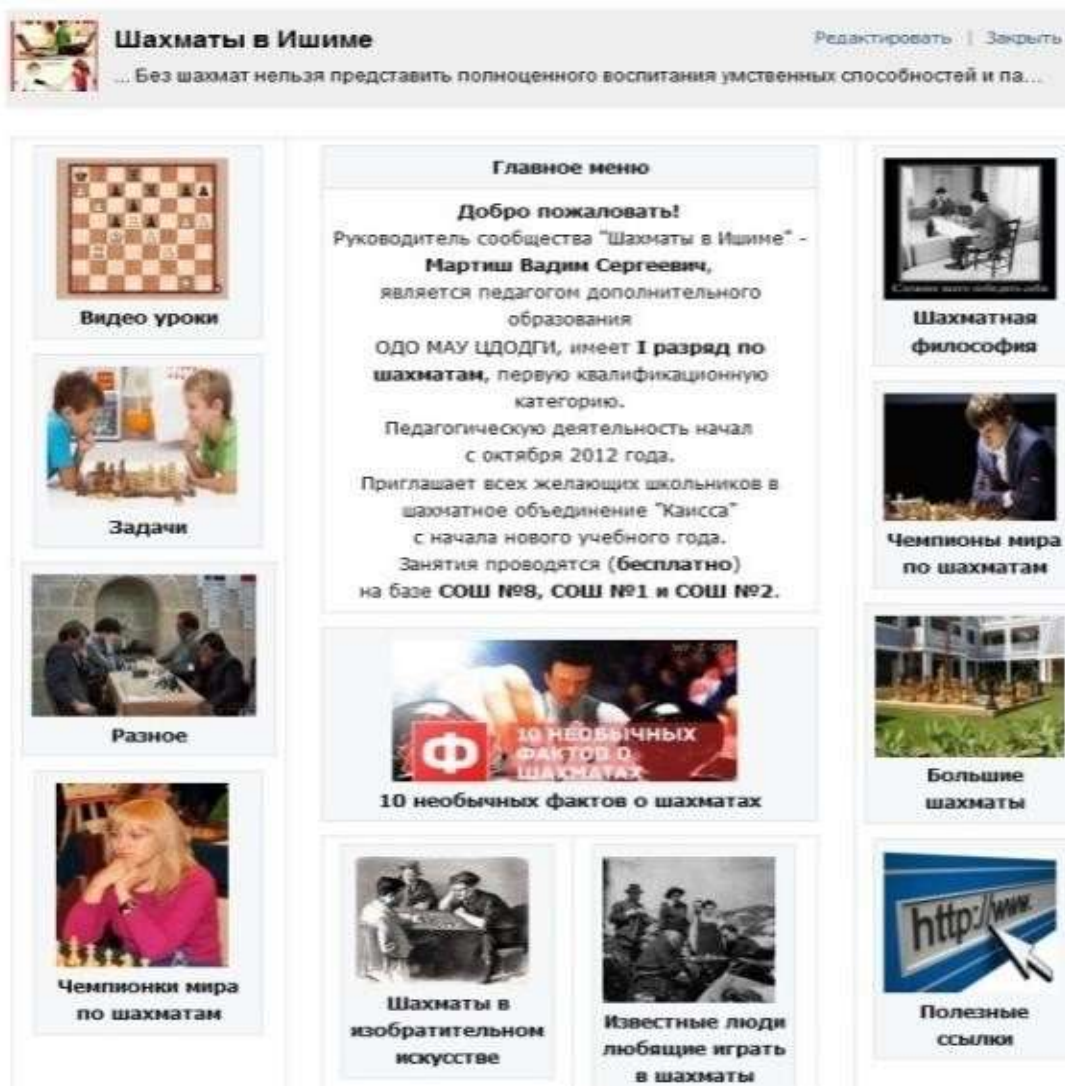 Шахматы в Ишиме
Редактировать | Закрыть
... Без шахмат нельзя представить полноценного воспитания умственных способностей и па...
Видео уроки
Задачи
Разное
Чемпионки мира
по шахматам
Главное меню
Добро пожаловать!
Руководитель сообщества "Шахматы в Ишиме" -
Мартиш Вадим Сергеевич,
является педагогом дополнительного
образования
ОДО МАУ ЦДОДГИ, имеет I разряд по
шахматам, первую квалификационную
категорию.
Педагогическую деятельность начал
с октября 2012 года.
Приглашает всех желающих школьников в
шахматное объединение "Каисса"
с начала нового учебного года.
Занятия проводятся (бесплатно)
на базе СОШ №8, СОШ №1 и СОШ №2.
Ф
10 НЕОБЫЧНЫХ
ФАКТОВ О
ШАХМАТАХ
10 необычных фактов о шахматах
Шахматы в
изобратительном
искусстве
Известные люди
любящие играть
в шахматы
Сложнее всего победить себя
Шахматная
философия
Чемпионы мира
по шахматам
Большие
шахматы
http://www.
Полезные
ссылки